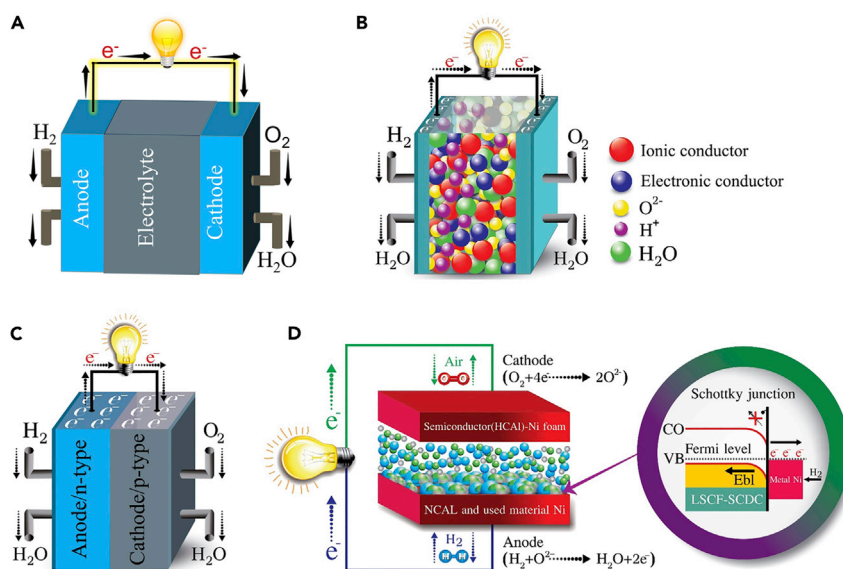 A
e⁻ e⁻
H₂
O₂
Anode
Electrolyte
Cathode
H₂O
H₂O
B
e⁻ e⁻
H₂
O₂
H₂O
H₂O
Ionic conductor
Electronic conductor
O²⁻
H⁺
H₂O
C
e⁻ e⁻
H₂
O₂
Anode/n-type
Cathode/p-type
H₂O
H₂O
D
Air
O O
Cathode
(O₂+4e⁻ 2O²⁻)
Semiconductor(HCAl)-Ni foam
e⁻
e⁻
NCAL and used material Ni
H₂
H H
Anode
(H₂+O²⁻ H₂O+2e⁻)
Schottky junction
CO
Fermi level
e⁻ e⁻ e⁻
VB
Ebl
Metal Ni
H₂
LSCF-SCDC